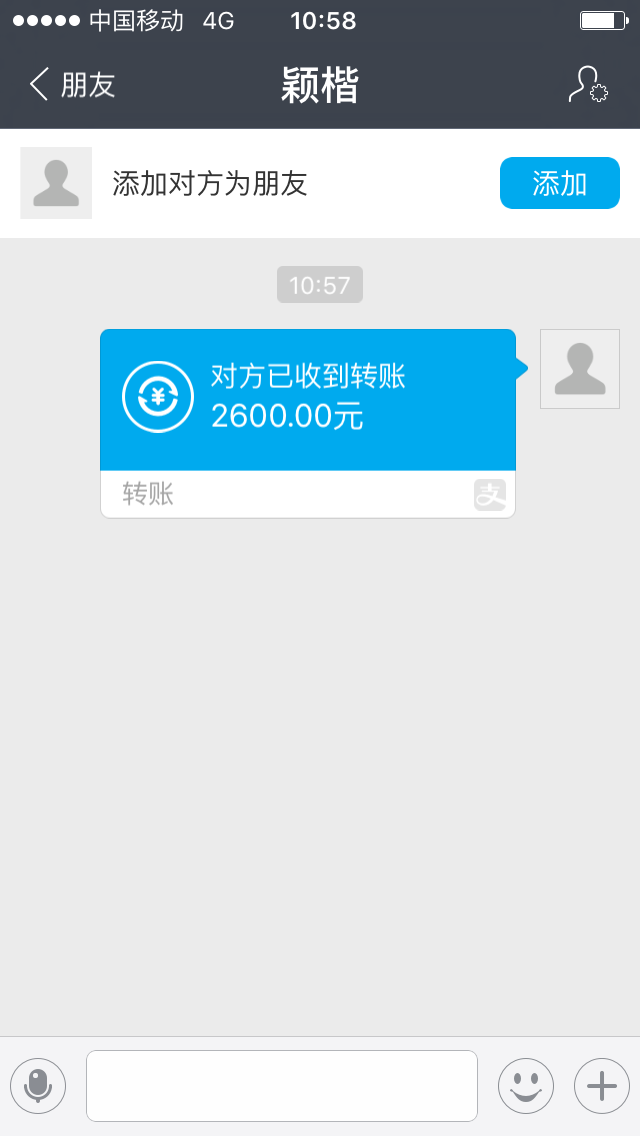 中国移动 4G 10:58
朋友 颖楷
添加对方为朋友 添加
10:57
¥ 对方已收到转账
2600.00元
转账 支